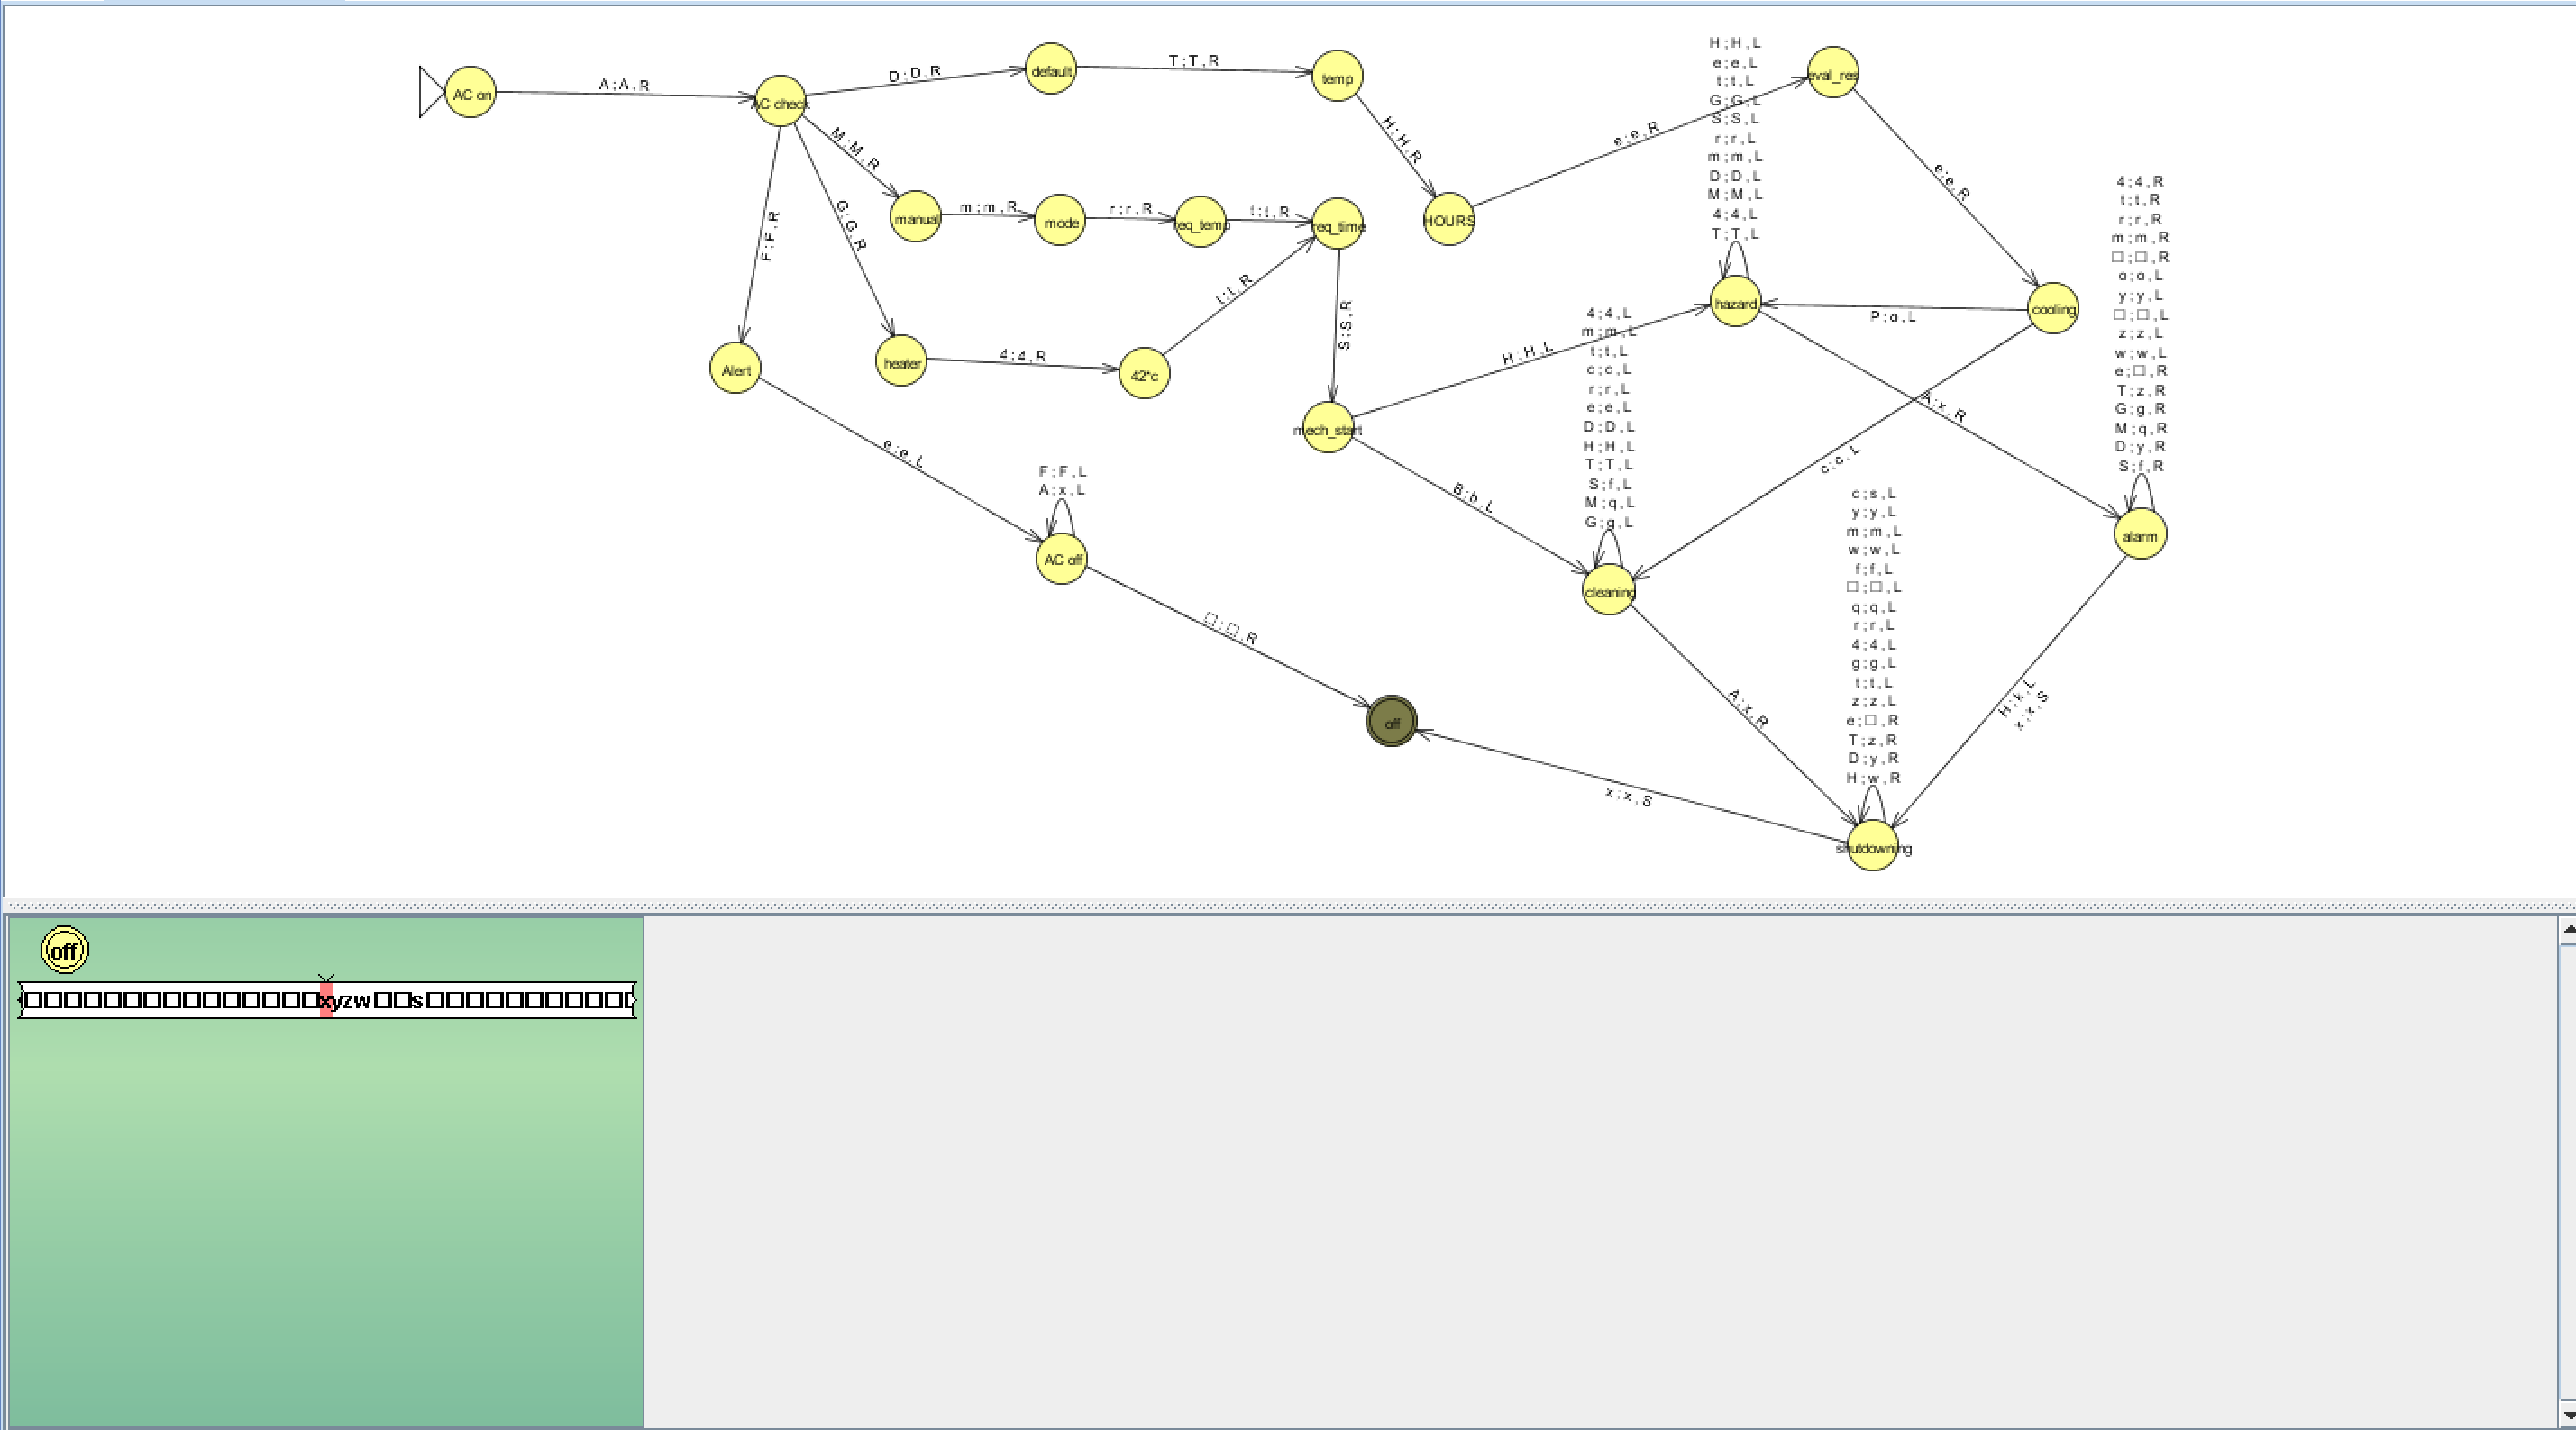 AC on
A ; A , R
AC check
D ; D , R
default
T ; T , R
temp
H ; H , R
HOURS
e ; e , R
eval_res
e ; e , R
cooling
M ; M , R
manual
m ; m , R
mode
r ; r , R
req_temp
t ; t , R
req_time
G ; G , R
heater
4 ; 4 , R
42*c
t ; t , R
F ; F , R
Alert
e ; e , L
F ; F , L
A ; x , L
AC off
□ ; □ , R
off
S ; S , R
mech_start
H ; H , L
B ; b , L
H ; H , L
e ; e , L
t ; t , L
G ; G , L
S ; S , L
r ; r , L
m ; m , L
D ; D , L
M ; M , L
4 ; 4 , L
T ; T , L
hazard
P ; o , L
A ; x , R
c ; c , L
4 ; 4 , L
m ; m , L
t ; t , L
c ; c , L
r ; r , L
e ; e , L
D ; D , L
H ; H , L
T ; T , L
S ; f , L
M ; q , L
G ; g , L
cleaning
A ; x , R
4 ; 4 , R
t ; t , R
r ; r , R
m ; m , R
□ ; □ , R
o ; o , L
y ; y , L
□ ; □ , L
z ; z , L
w ; w , L
e ; □ , R
T ; z , R
G ; g , R
M ; q , R
D ; y , R
S ; f , R
alarm
H ; k , L
x ; x , S
c ; s , L
y ; y , L
m ; m , L
w ; w , L
f ; f , L
□ ; □ , L
q ; q , L
r ; r , L
4 ; 4 , L
g ; g , L
t ; t , L
z ; z , L
e ; □ , R
T ; z , R
D ; y , R
H ; w , R
shutdowning
x ; x , S
off
□□□□□□□□□□□□□□□xyzw□□s□□□□□□□□□□□